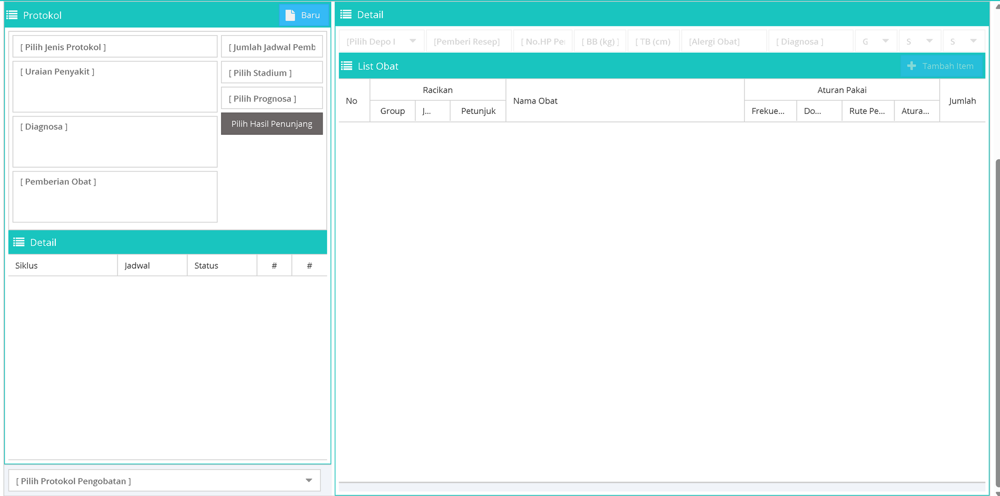 Protokol
Baru
[ Pilih Jenis Protokol ]
[ Jumlah Jadwal Pemb
[ Uraian Penyakit ]
[ Pilih Stadium ]
[ Pilih Prognosa ]
Pilih Hasil Penunjang
[ Diagnosa ]
[ Pemberian Obat ]
Detail
Siklus Jadwal Status # #
[ Pilih Protokol Pengobatan ]
Detail
[Pilih Depo [Pemberi Resep] [ No.HP Pe [ BB (kg) ] [ TB (cm) [Alergi Obat] [ Diagnosa ] G S S
List Obat
Tambah Item
Racikan Aturan Pakai
No Nama Obat Jumlah
Group J... Petunjuk Frekue... Do... Rute Pe... Atura...